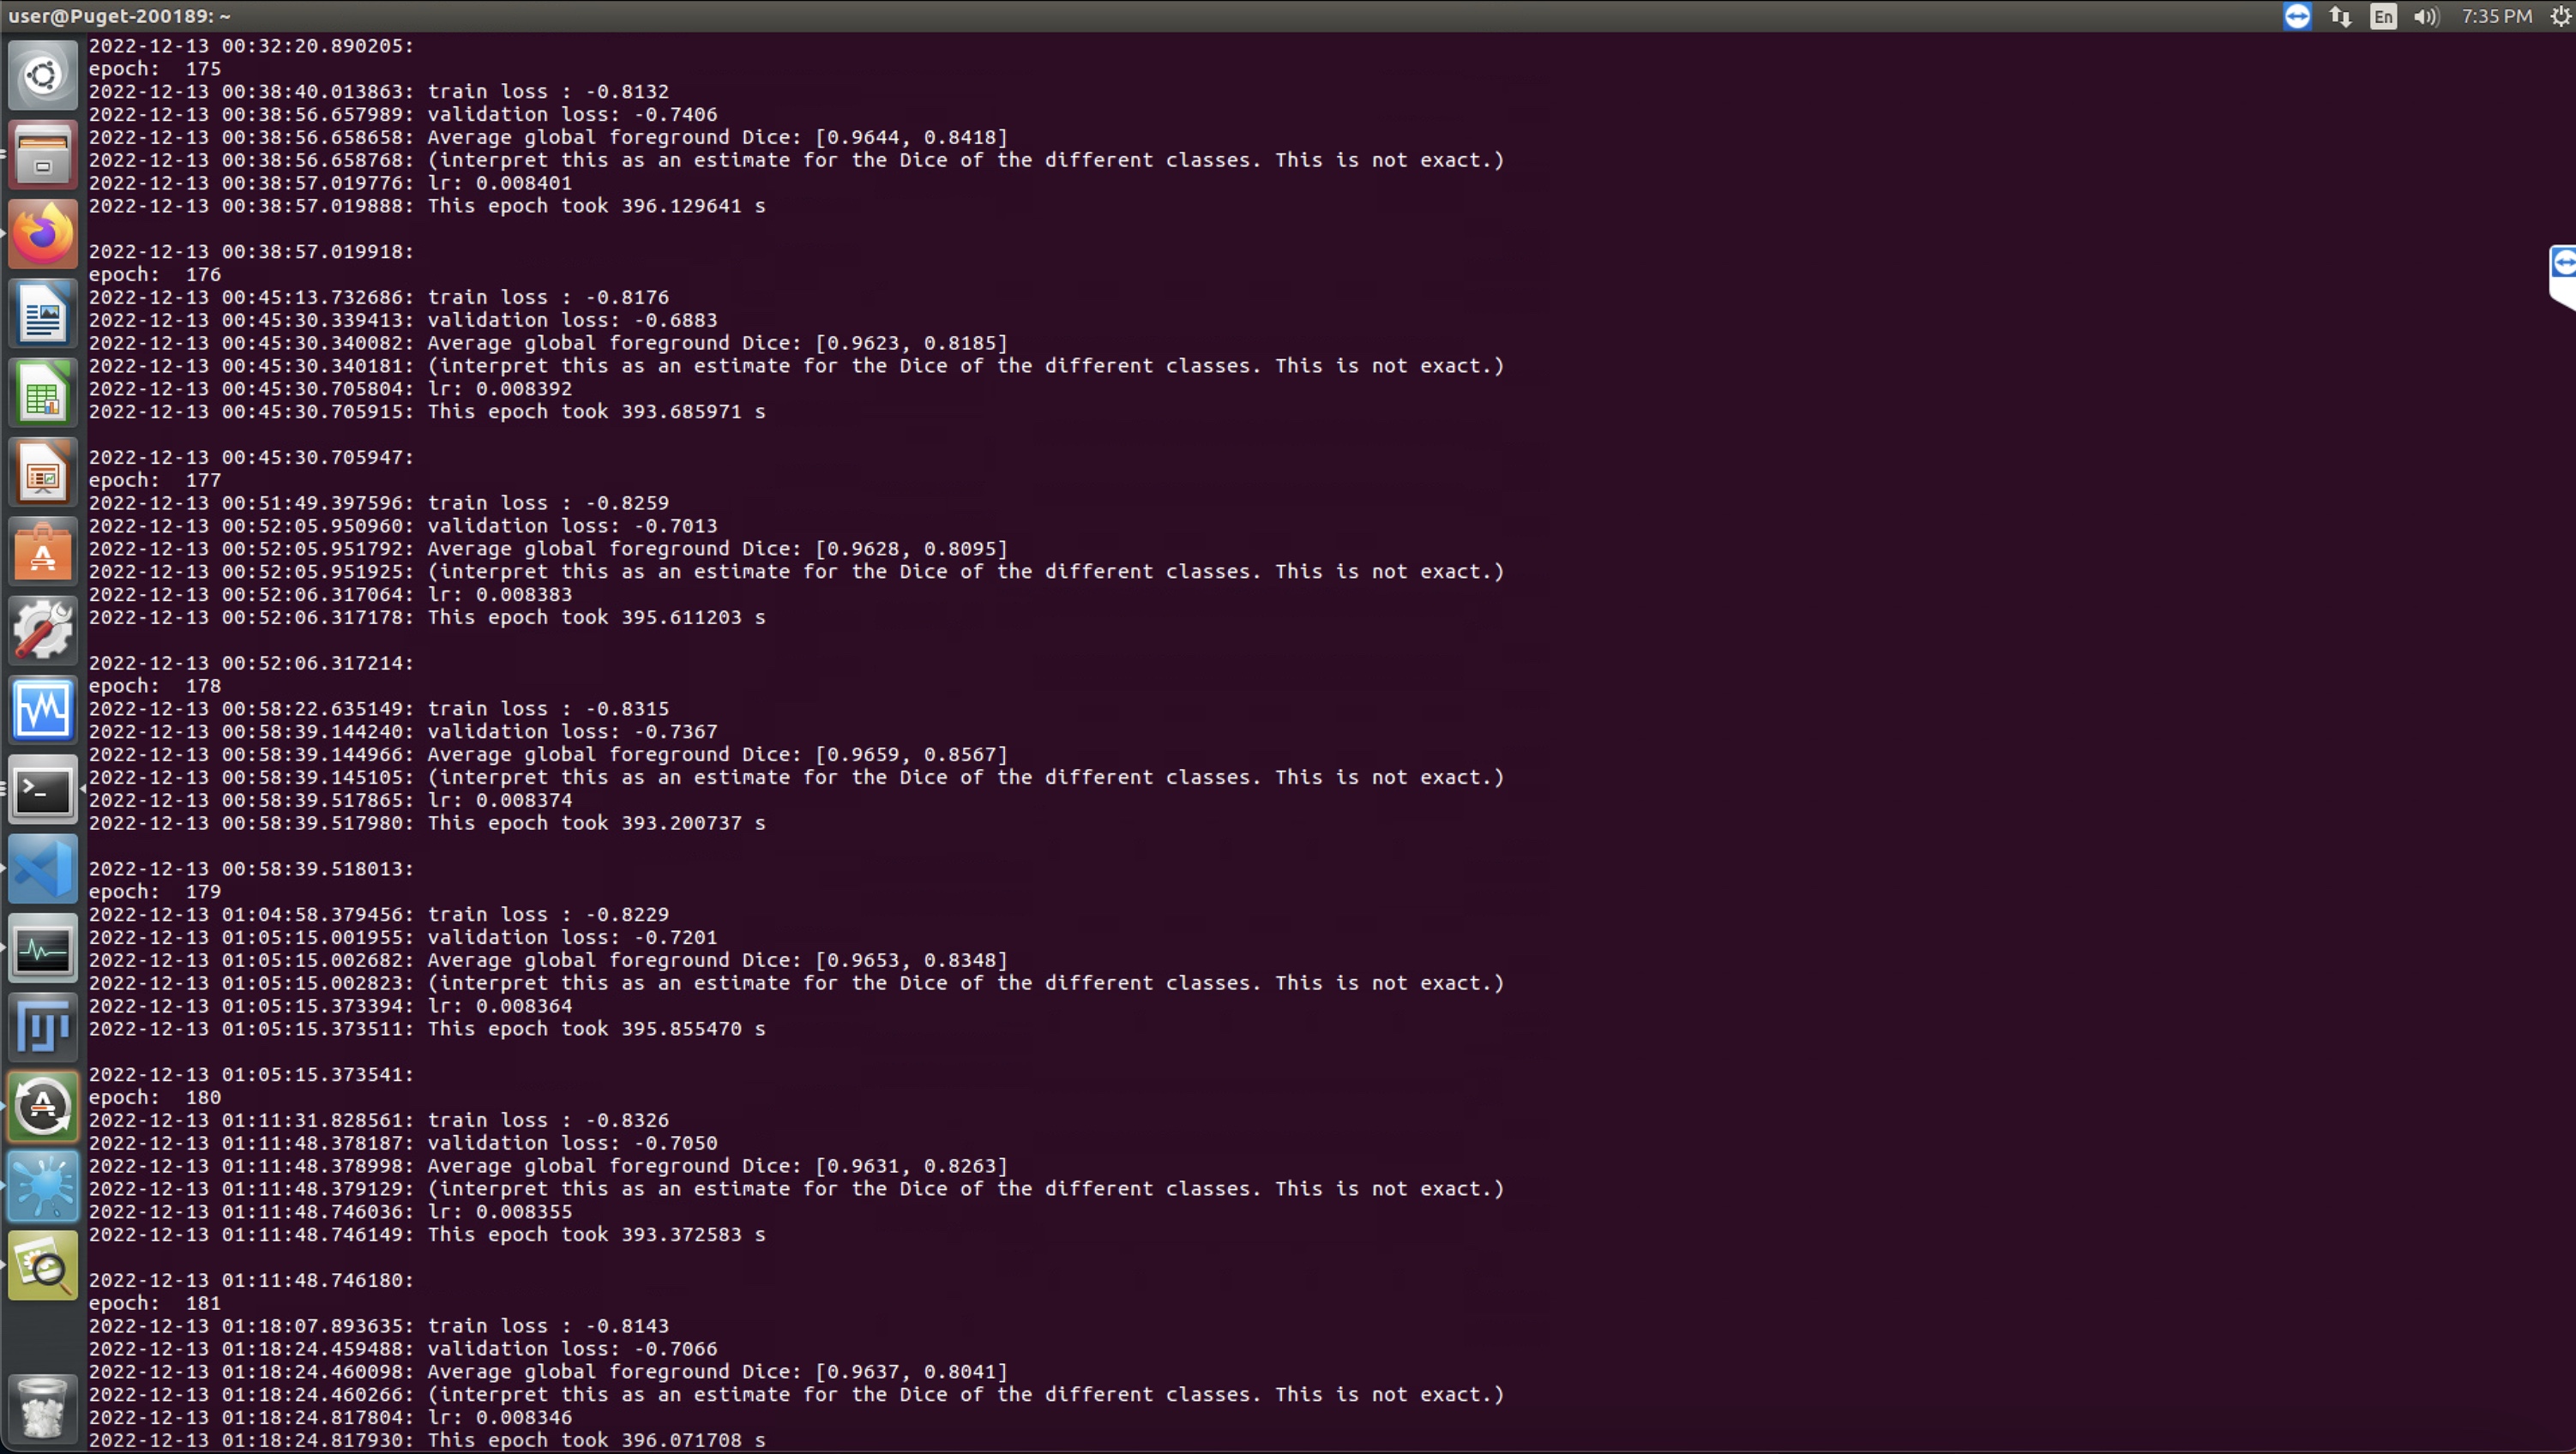 user@Puget-200189: ~
En 7:35 PM
2022-12-13 00:32:20.890205:
epoch:  175
2022-12-13 00:38:40.013863: train loss : -0.8132
2022-12-13 00:38:56.657989: validation loss: -0.7406
2022-12-13 00:38:56.658658: Average global foreground Dice: [0.9644, 0.8418]
2022-12-13 00:38:56.658768: (interpret this as an estimate for the Dice of the different classes. This is not exact.)
2022-12-13 00:38:57.019776: lr: 0.008401
2022-12-13 00:38:57.019888: This epoch took 396.129641 s
2022-12-13 00:38:57.019918:
epoch:  176
2022-12-13 00:45:13.732686: train loss : -0.8176
2022-12-13 00:45:30.339413: validation loss: -0.6883
2022-12-13 00:45:30.340082: Average global foreground Dice: [0.9623, 0.8185]
2022-12-13 00:45:30.340181: (interpret this as an estimate for the Dice of the different classes. This is not exact.)
2022-12-13 00:45:30.705804: lr: 0.008392
2022-12-13 00:45:30.705915: This epoch took 393.685971 s
2022-12-13 00:45:30.705947:
epoch:  177
2022-12-13 00:51:49.397596: train loss : -0.8259
2022-12-13 00:52:05.950960: validation loss: -0.7013
2022-12-13 00:52:05.951792: Average global foreground Dice: [0.9628, 0.8095]
2022-12-13 00:52:05.951925: (interpret this as an estimate for the Dice of the different classes. This is not exact.)
2022-12-13 00:52:06.317064: lr: 0.008383
2022-12-13 00:52:06.317178: This epoch took 395.611203 s
2022-12-13 00:52:06.317214:
epoch:  178
2022-12-13 00:58:22.635149: train loss : -0.8315
2022-12-13 00:58:39.144240: validation loss: -0.7367
2022-12-13 00:58:39.144966: Average global foreground Dice: [0.9659, 0.8567]
2022-12-13 00:58:39.145105: (interpret this as an estimate for the Dice of the different classes. This is not exact.)
2022-12-13 00:58:39.517865: lr: 0.008374
2022-12-13 00:58:39.517980: This epoch took 393.200737 s
2022-12-13 00:58:39.518013:
epoch:  179
2022-12-13 01:04:58.379456: train loss : -0.8229
2022-12-13 01:05:15.001955: validation loss: -0.7201
2022-12-13 01:05:15.002682: Average global foreground Dice: [0.9653, 0.8348]
2022-12-13 01:05:15.002823: (interpret this as an estimate for the Dice of the different classes. This is not exact.)
2022-12-13 01:05:15.373394: lr: 0.008364
2022-12-13 01:05:15.373511: This epoch took 395.855470 s
2022-12-13 01:05:15.373541:
epoch:  180
2022-12-13 01:11:31.828561: train loss : -0.8326
2022-12-13 01:11:48.378187: validation loss: -0.7050
2022-12-13 01:11:48.378998: Average global foreground Dice: [0.9631, 0.8263]
2022-12-13 01:11:48.379129: (interpret this as an estimate for the Dice of the different classes. This is not exact.)
2022-12-13 01:11:48.746036: lr: 0.008355
2022-12-13 01:11:48.746149: This epoch took 393.372583 s
2022-12-13 01:11:48.746180:
epoch:  181
2022-12-13 01:18:07.893635: train loss : -0.8143
2022-12-13 01:18:24.459488: validation loss: -0.7066
2022-12-13 01:18:24.460098: Average global foreground Dice: [0.9637, 0.8041]
2022-12-13 01:18:24.460266: (interpret this as an estimate for the Dice of the different classes. This is not exact.)
2022-12-13 01:18:24.817804: lr: 0.008346
2022-12-13 01:18:24.817930: This epoch took 396.071708 s